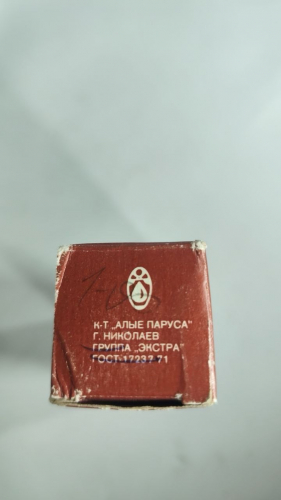 К-Т „АЛЫЕ ПАРУСА"
Г. НИКОЛАЕВ
ГРУППА „ЭКСТРА"
ГОСТ 17237-71